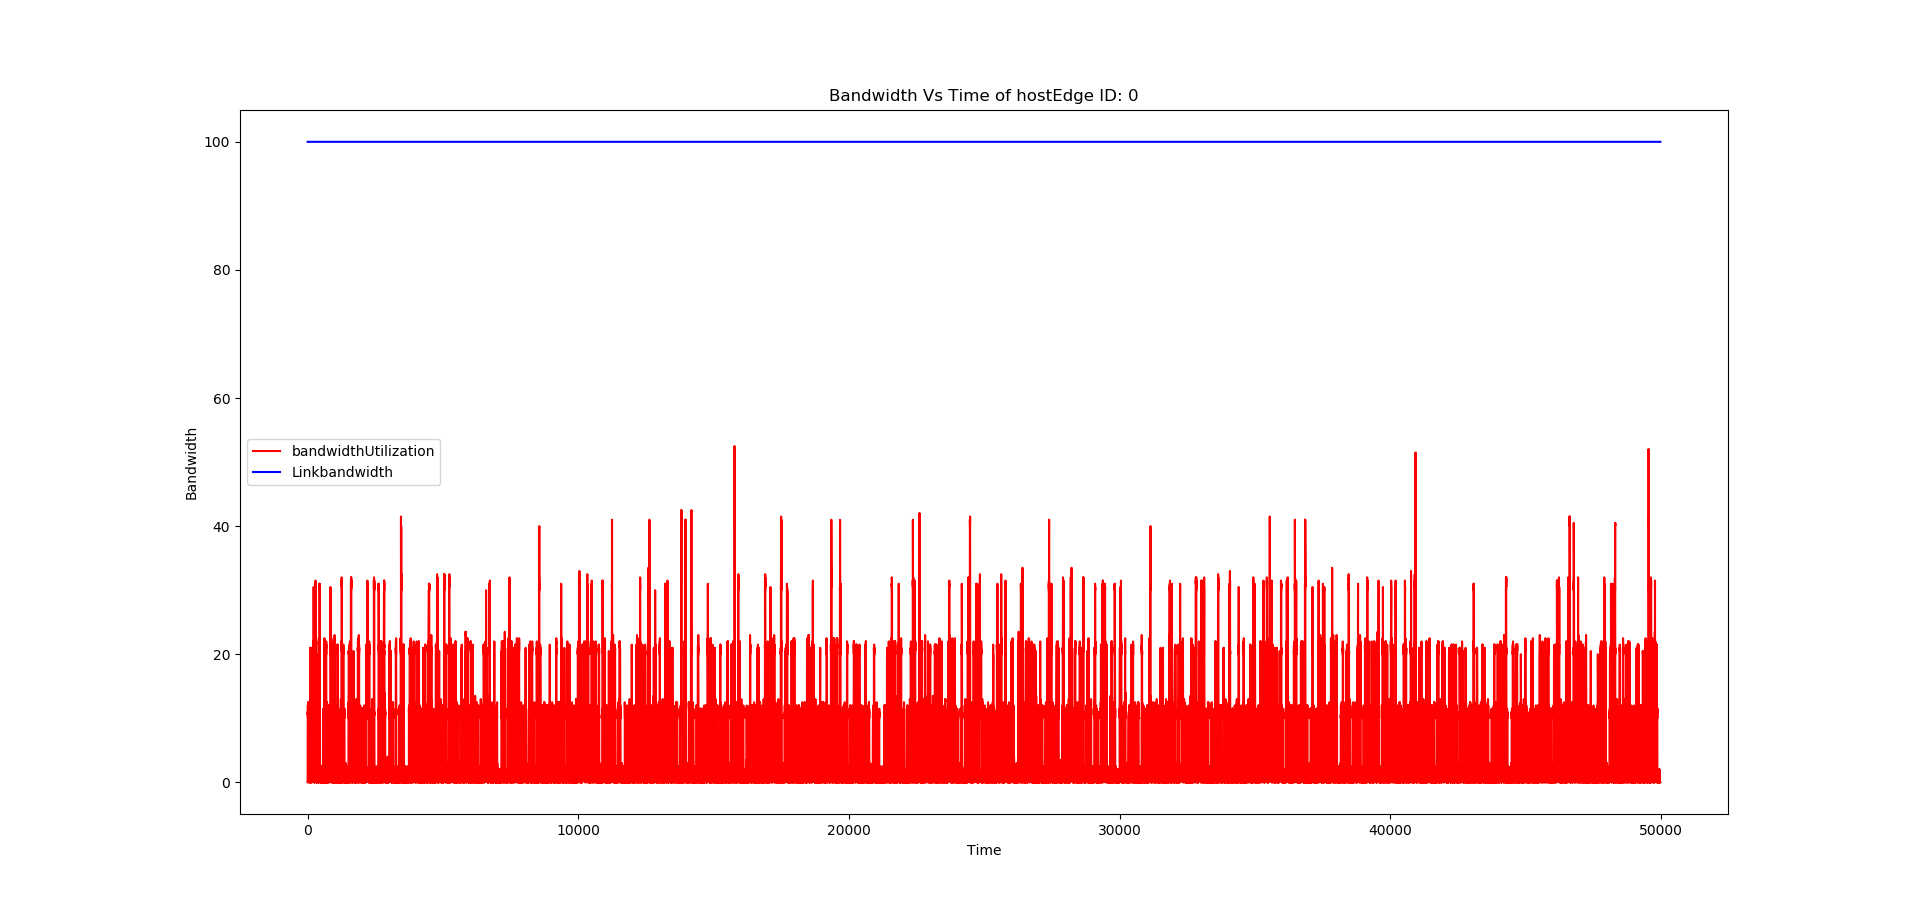 Bandwidth Vs Time of hostEdge ID: 0
100
80
60
40
20
0
Bandwidth
bandwidthUtilization
Linkbandwidth
0 10000 20000 30000 40000 50000
Time